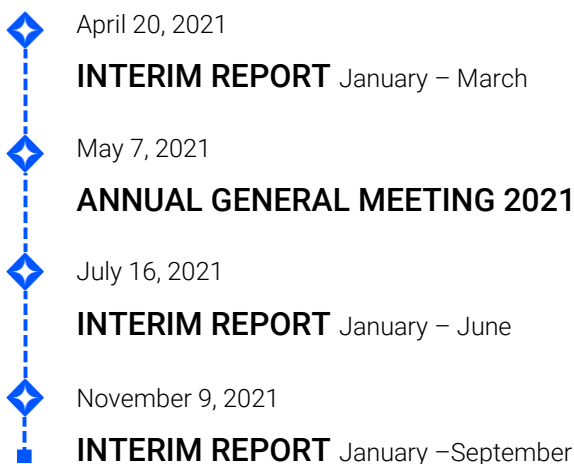 April 20, 2021
INTERIM REPORT January – March
May 7, 2021
ANNUAL GENERAL MEETING 2021
July 16, 2021
INTERIM REPORT January – June
November 9, 2021
INTERIM REPORT January –September